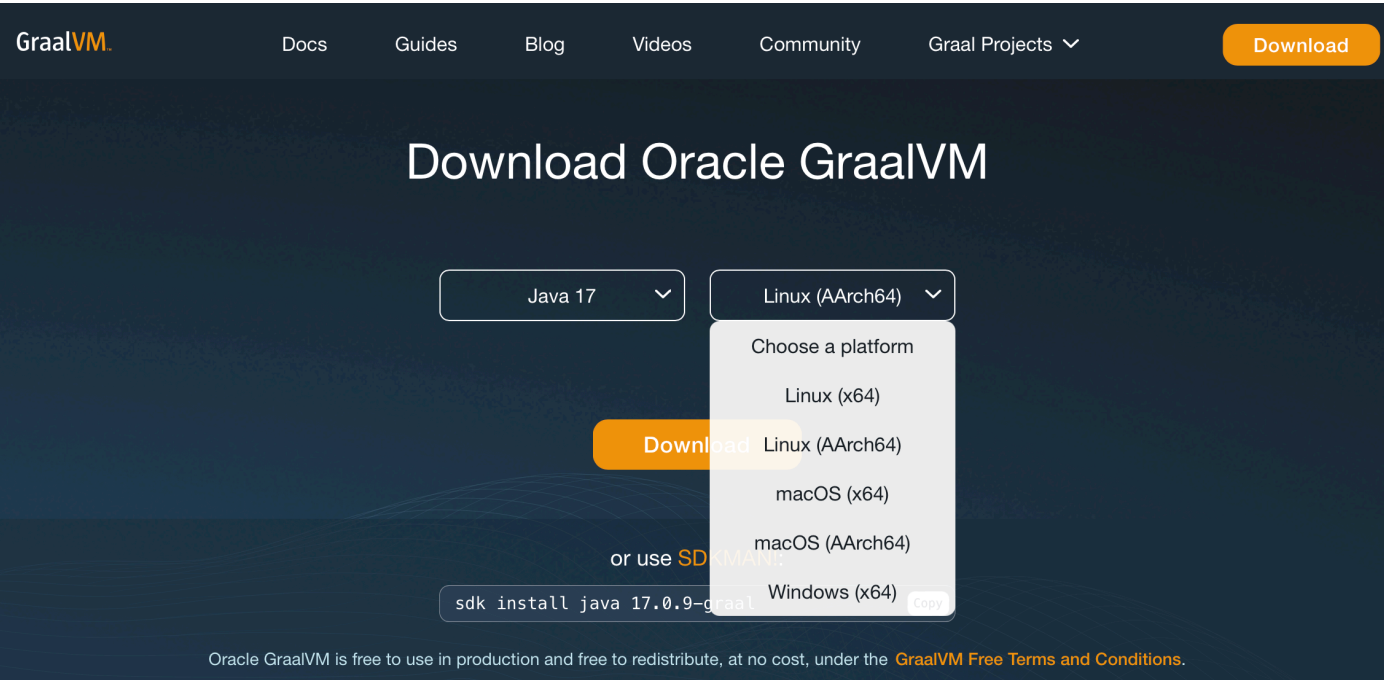 GraalVM™ Docs Guides Blog Videos Community Graal Projects Download
Download Oracle GraalVM
Java 17 Linux (AArch64)
Choose a platform
Linux (x64)
Download Linux (AArch64)
macOS (x64)
macOS (AArch64)
or use SDKMAN!:
Windows (x64)
sdk install java 17.0.9-graal Copy
Oracle GraalVM is free to use in production and free to redistribute, at no cost, under the GraalVM Free Terms and Conditions.